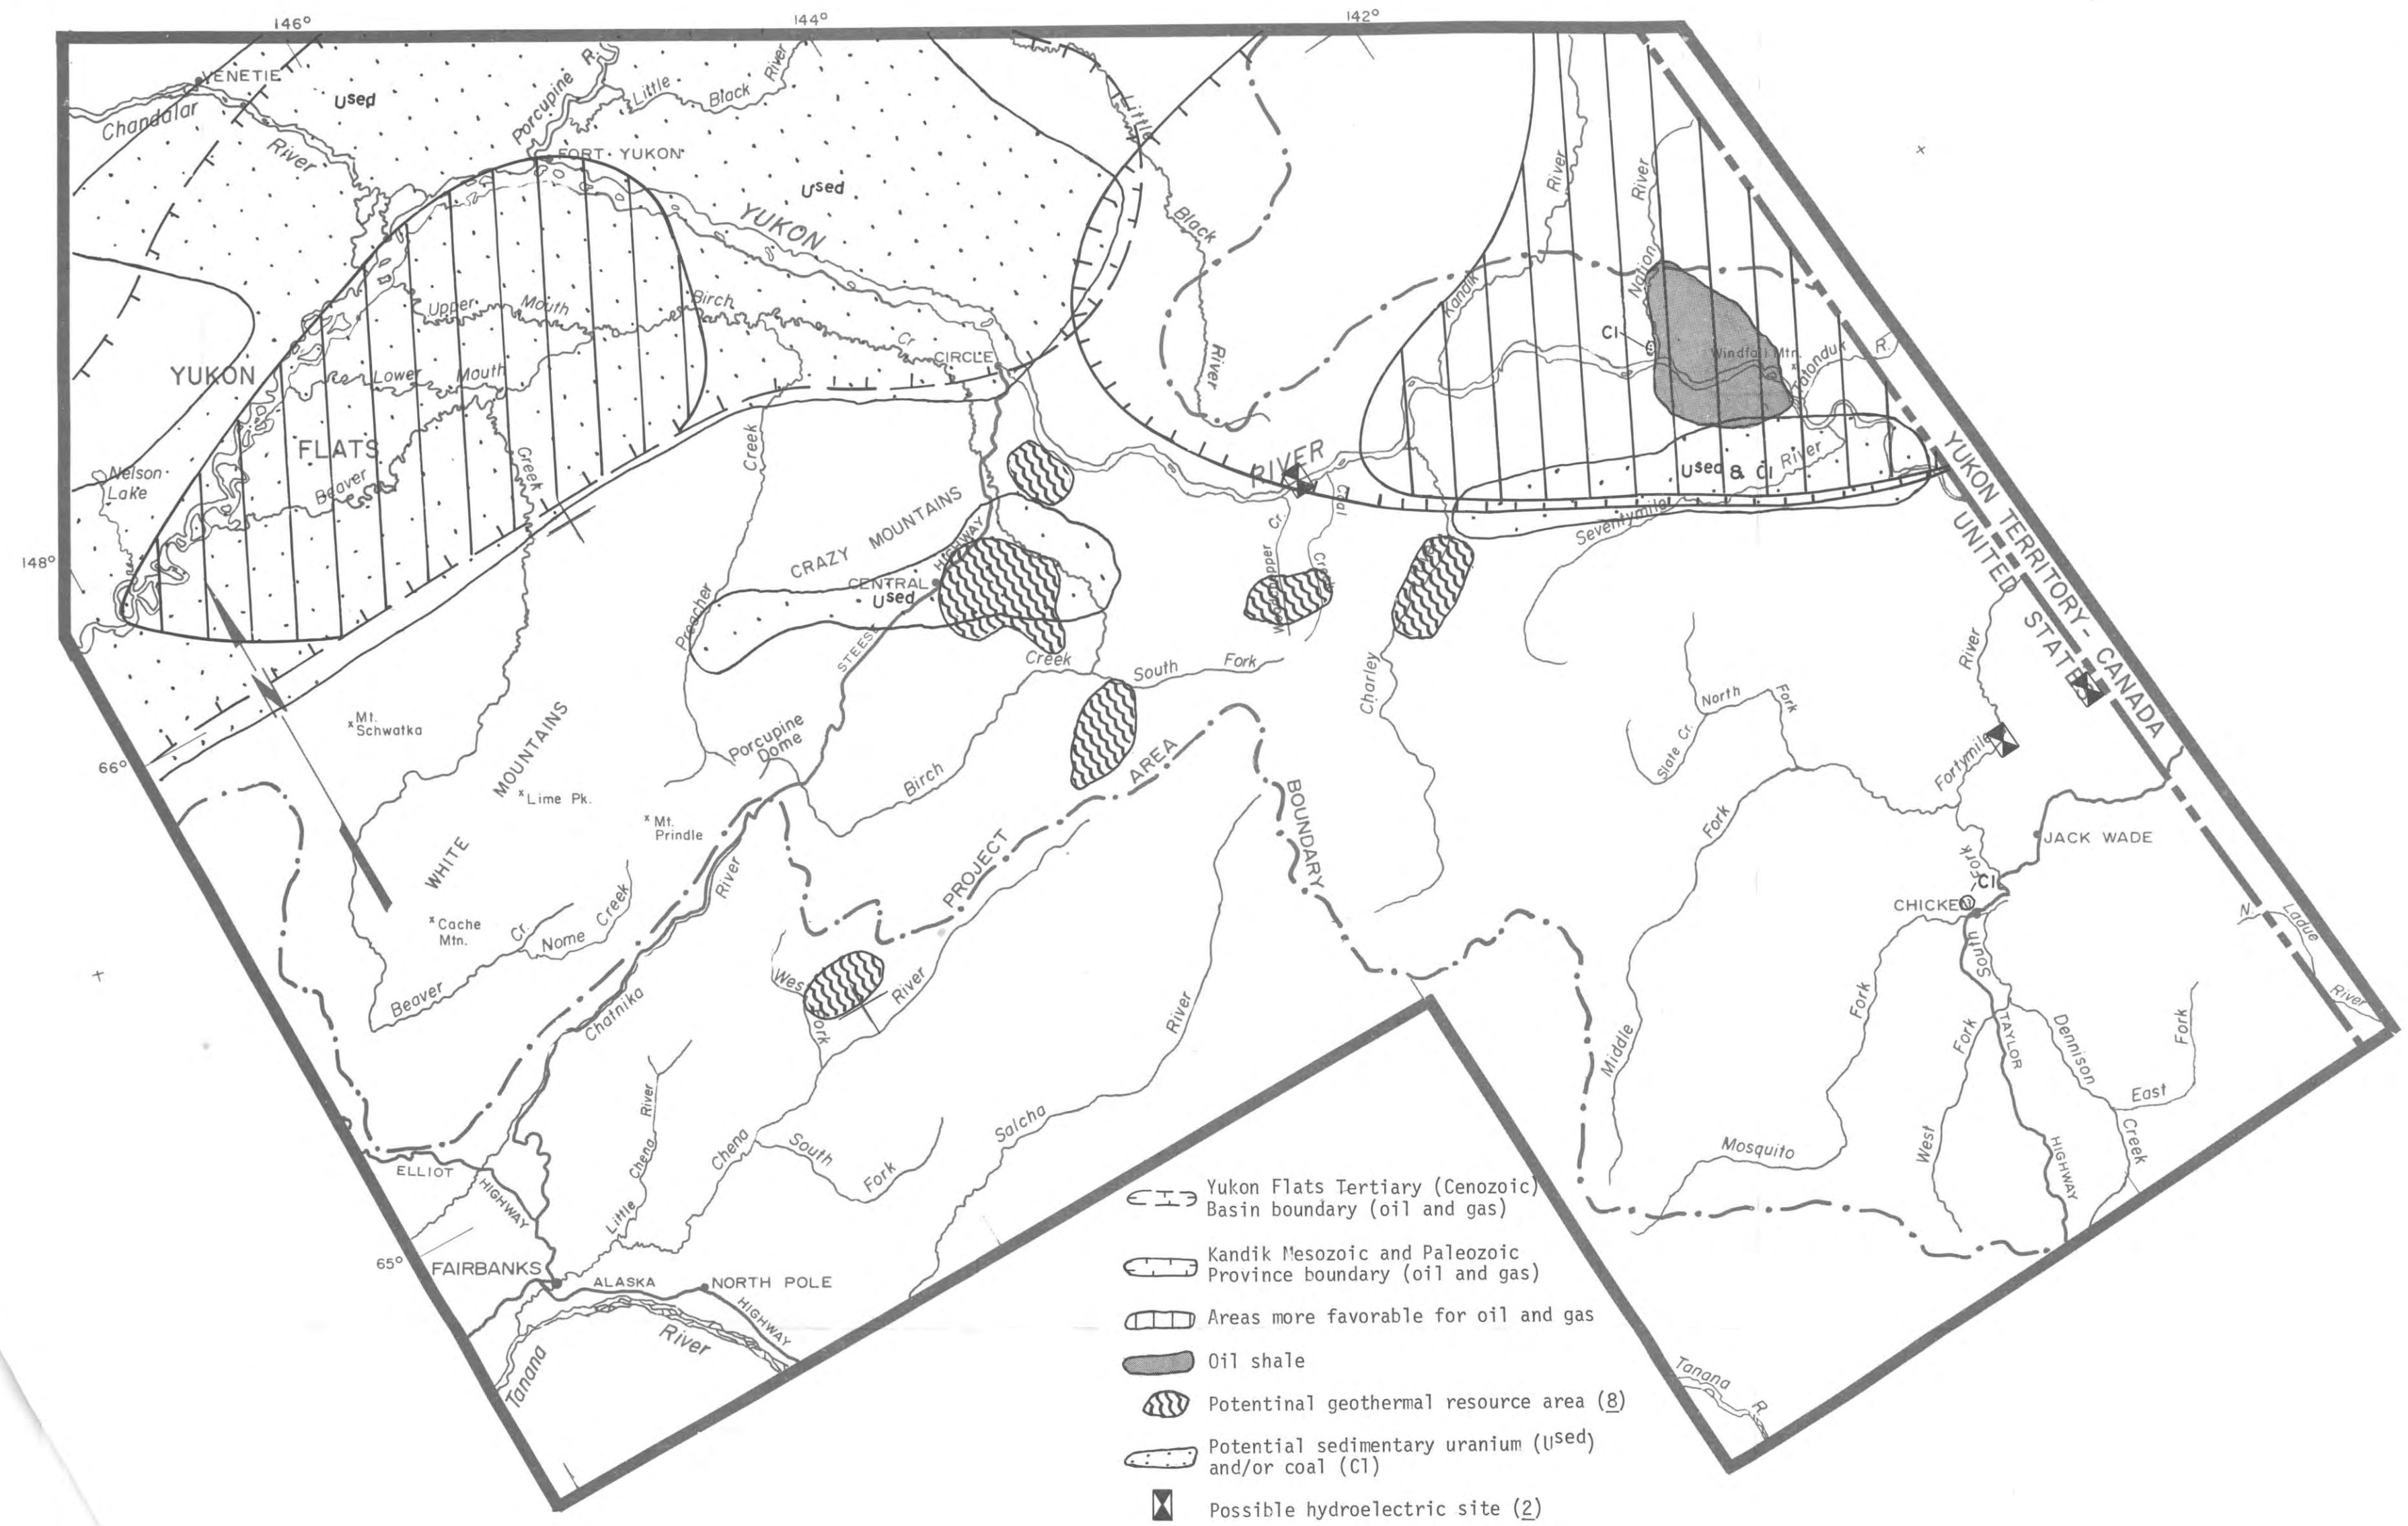 146°
144°
142°
VENETIE
Chandalar
River
Used
Porcupine R.
Little Black River
FORT YUKON
Used
YUKON
Little
Black
River
Kandik
River
Nation
River
Upper Mouth Birch
Cr.
CIRCLE
YUKON
FLATS
Lower Mouth
Beaver
Creek
Nelson
Lake
148°
Cl
Windfall Mtn.
Tatonduk R.
RIVER
Used & Cl
River
Seventymile
Coal
Creek
Woodchopper
Cr.
YUKON TERRITORY - CANADA
UNITED STATES
CRAZY MOUNTAINS
Creek
Preacher
CENTRAL
Used
STEESE
HIGHWAY
Creek
South Fork
Charley
River
66°
Mt.
Schwatka
WHITE MOUNTAINS
Lime Pk.
Mt.
Prindle
Porcupine
Dome
Birch
PROJECT AREA BOUNDARY
Cache
Mtn.
Beaver
Cr.
Nome Creek
Chatnika
River
West
Fork
River
North
Fork
Slate Cr.
Fortymile
River
Fork
JACK WADE
Fork
Cl
CHICKEN
South
N.
Ladue
River
Middle
Fork
Fork
TAYLOR
HIGHWAY
Dennison
Fork
East
Creek
West
Mosquito
Little Chena River
Chena
South
Fork
Salcha
River
ELLIOT
HIGHWAY
65°
FAIRBANKS
ALASKA
NORTH POLE
HIGHWAY
Tanana
River
Tanana
R.
Yukon Flats Tertiary (Cenozoic)
Basin boundary (oil and gas)
Kandik Mesozoic and Paleozoic
Province boundary (oil and gas)
Areas more favorable for oil and gas
Oil shale
Potentinal geothermal resource area (8)
Potential sedimentary uranium (Used)
and/or coal (Cl)
Possible hydroelectric site (2)